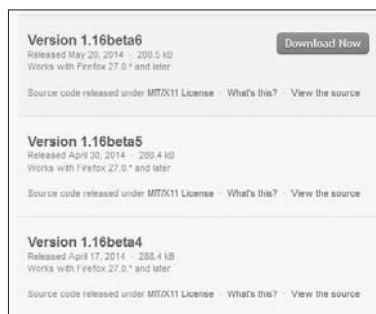 Version 1.16beta6
Download Now
Released May 20, 2014 · 288.5 kB
Works with Firefox 27.0.* and later
Source code released under MIT/X11 License · What's this? · View the source
Version 1.16beta5
Released April 30, 2014 · 288.4 kB
Works with Firefox 27.0.* and later
Source code released under MIT/X11 License · What's this? · View the source
Version 1.16beta4
Released April 17, 2014 · 288.4 kB
Works with Firefox 27.0.* and later
Source code released under MIT/X11 License · What's this? · View the source